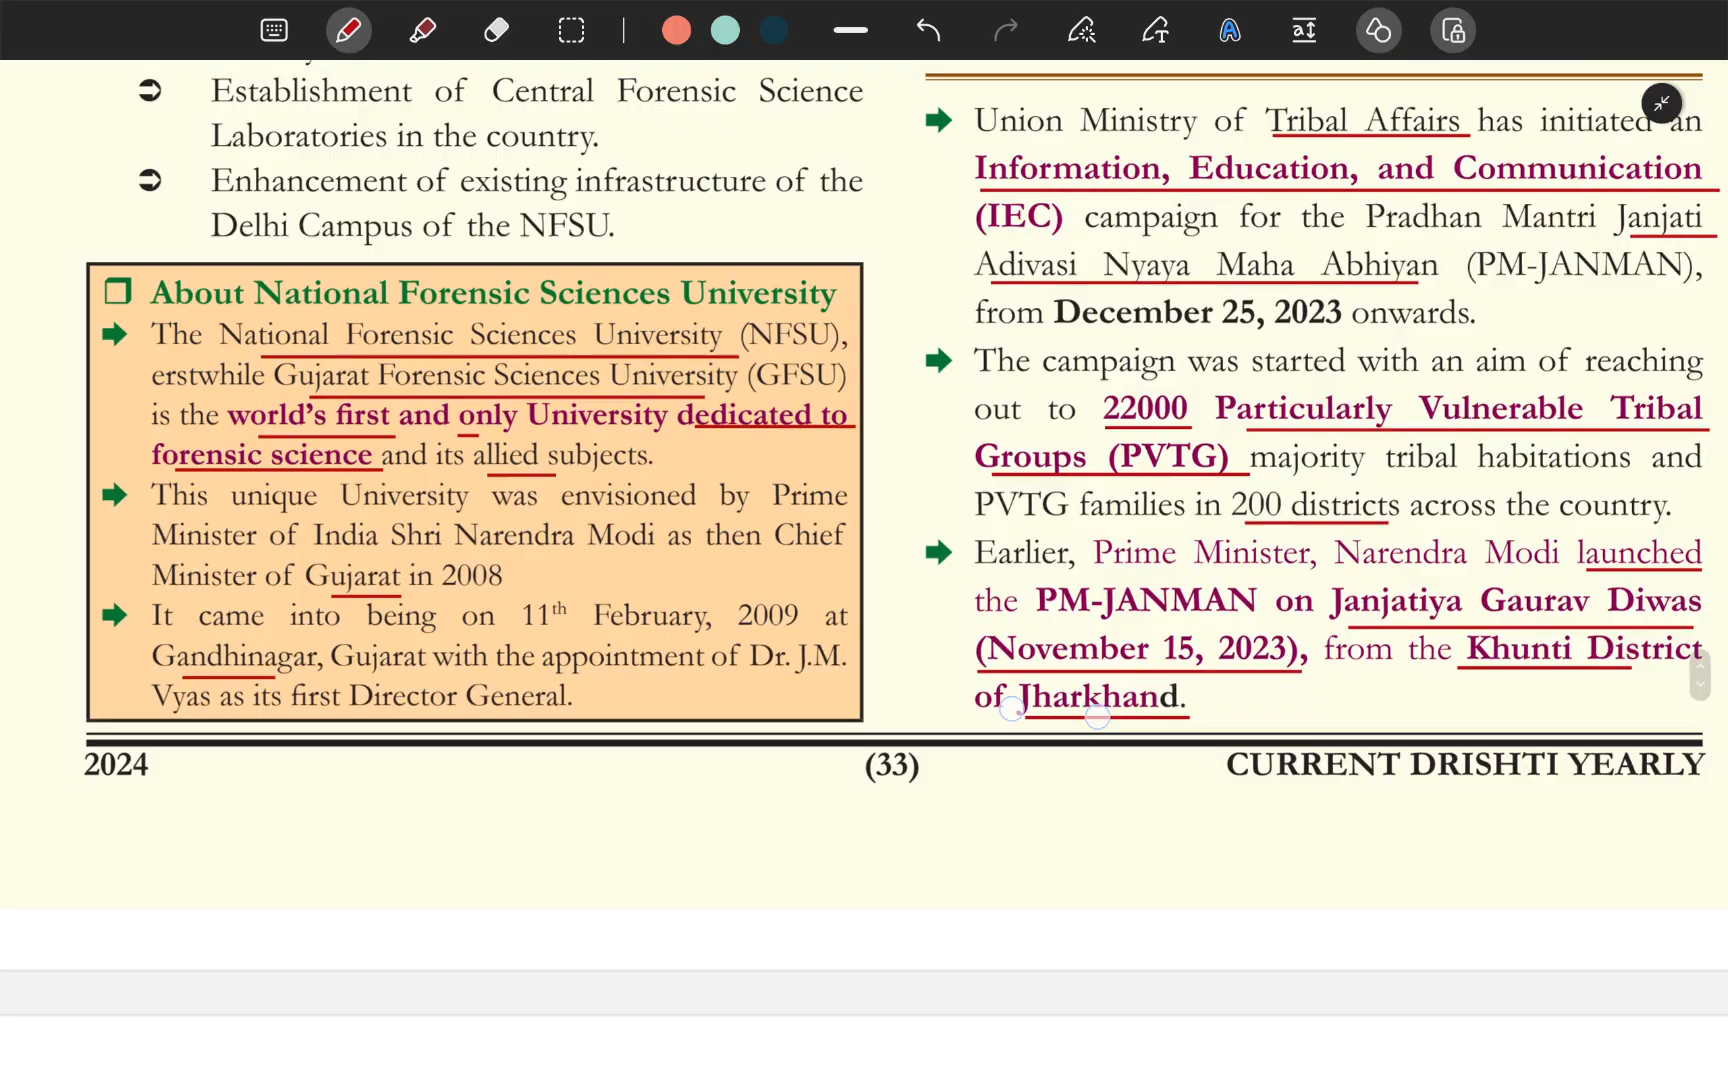 Establishment of Central Forensic Science
Laboratories in the country.
Enhancement of existing infrastructure of the
Delhi Campus of the NFSU.
About National Forensic Sciences University
The National Forensic Sciences University (NFSU),
erstwhile Gujarat Forensic Sciences University (GFSU)
is the world's first and only University dedicated to
forensic science and its allied subjects.
This unique University was envisioned by Prime
Minister of India Shri Narendra Modi as then Chief
Minister of Gujarat in 2008
It came into being on 11th February, 2009 at
Gandhinagar, Gujarat with the appointment of Dr. J.M.
Vyas as its first Director General.
Union Ministry of Tribal Affairs has initiated an
Information, Education, and Communication
(IEC) campaign for the Pradhan Mantri Janjati
Adivasi Nyaya Maha Abhiyan (PM-JANMAN),
from December 25, 2023 onwards.
The campaign was started with an aim of reaching
out to 22000 Particularly Vulnerable Tribal
Groups (PVTG) majority tribal habitations and
PVTG families in 200 districts across the country.
Earlier, Prime Minister, Narendra Modi launched
the PM-JANMAN on Janjatiya Gaurav Diwas
(November 15, 2023), from the Khunti District
of Jharkhand.
2024
(33)
CURRENT DRISHTI YEARLY